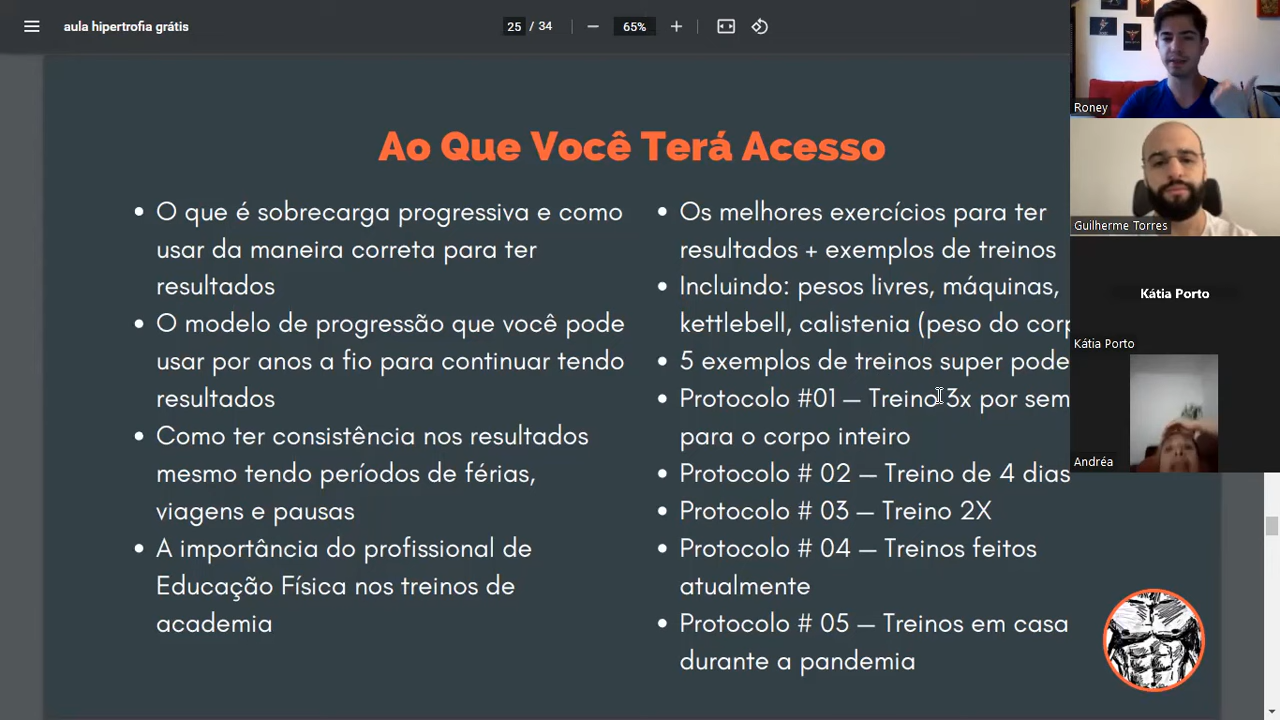 aula hipertrofia grátis
25 / 34
65%
Ao Que Você Terá Acesso
O que é sobrecarga progressiva e como
usar da maneira correta para ter
resultados
O modelo de progressão que você pode
usar por anos a fio para continuar tendo
resultados
Como ter consistência nos resultados
mesmo tendo períodos de férias,
viagens e pausas
A importância do profissional de
Educação Física nos treinos de
academia
Os melhores exercícios para ter
resultados + exemplos de treinos
Incluindo: pesos livres, máquinas,
kettlebell, calistenia (peso do corp
5 exemplos de treinos super pode
Protocolo #01 — Treino 3x por sem
para o corpo inteiro
Protocolo # 02 — Treino de 4 dias
Protocolo # 03 — Treino 2X
Protocolo # 04 — Treinos feitos
atualmente
Protocolo # 05 — Treinos em casa
durante a pandemia
Roney
Guilherme Torres
Kátia Porto
Kátia Porto
Andréa